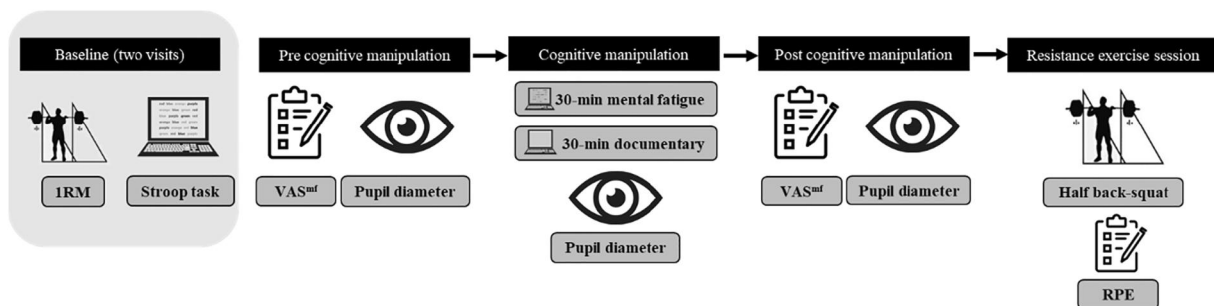 Baseline (two visits)
Pre cognitive manipulation
Cognitive manipulation
Post cognitive manipulation
Resistance exercise session
30-min mental fatigue
30-min documentary
1RM
Stroop task
VASᵐᶠ
Pupil diameter
Pupil diameter
VASᵐᶠ
Pupil diameter
Half back-squat
RPE